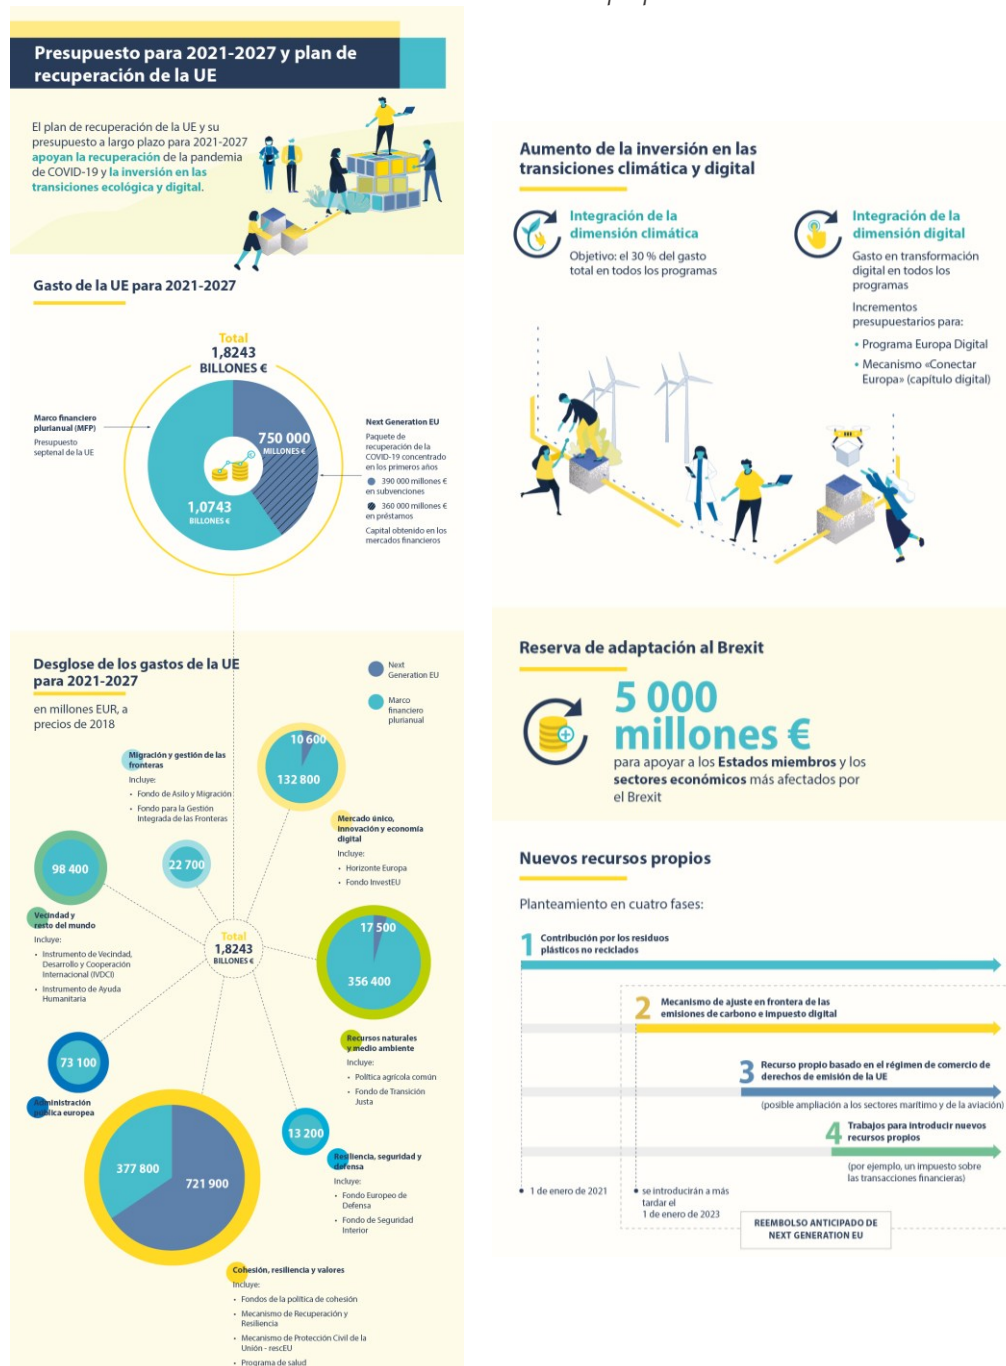 Presupuesto para 2021-2027 y plan de
recuperación de la UE
El plan de recuperación de la UE y su
presupuesto a largo plazo para 2021-2027
apoyan la recuperación de la pandemia
de COVID-19 y la inversión en las
transiciones ecológica y digital.
Gasto de la UE para 2021-2027
Total
1,8243
BILLONES €
Marco financiero
plurianual (MFP)
Presupuesto
septenal de la UE
750 000
MILLONES €
1,0743
BILLONES €
Next Generation EU
Paquete de
recuperación de la
COVID-19 concentrado
en los primeros años
390 000 millones €
en subvenciones
360 000 millones €
en préstamos
Capital obtenido en los
mercados financieros
Desglose de los gastos de la UE
para 2021-2027
en millones EUR, a
precios de 2018
Next
Generation EU
Marco
financiero
plurianual
10 600
132 800
Mercado único,
innovación y economía
digital
Incluye:
• Horizonte Europa
• Fondo InvestEU
Migración y gestión de las
fronteras
Incluye:
• Fondo de Asilo y Migración
• Fondo para la Gestión
Integrada de las Fronteras
22 700
98 400
Vecindad y
resto del mundo
Incluye:
• Instrumento de Vecindad,
Desarrollo y Cooperación
Internacional (IVDCI)
• Instrumento de Ayuda
Humanitaria
Total
1,8243
BILLONES €
17 500
356 400
Recursos naturales
y medio ambiente
Incluye:
• Política agrícola común
• Fondo de Transición
Justa
73 100
Administración
pública europea
13 200
Resiliencia, seguridad y
defensa
Incluye:
• Fondo Europeo de
Defensa
• Fondo de Seguridad
Interior
377 800
721 900
Cohesión, resiliencia y valores
Incluye:
• Fondos de la política de cohesión
• Mecanismo de Recuperación y
Resiliencia
• Mecanismo de Protección Civil de la
Unión - rescEU
• Programa de salud
Aumento de la inversión en las
transiciones climática y digital
Integración de la
dimensión climática
Objetivo: el 30 % del gasto
total en todos los programas
Integración de la
dimensión digital
Gasto en transformación
digital en todos los
programas
Incrementos
presupuestarios para:
• Programa Europa Digital
• Mecanismo «Conectar
Europa» (capítulo digital)
Reserva de adaptación al Brexit
5 000
millones €
para apoyar a los Estados miembros y los
sectores económicos más afectados por
el Brexit
Nuevos recursos propios
Planteamiento en cuatro fases:
1 Contribución por los residuos
plásticos no reciclados
2 Mecanismo de ajuste en frontera de las
emisiones de carbono e impuesto digital
3 Recurso propio basado en el régimen de comercio de
derechos de emisión de la UE
(posible ampliación a los sectores marítimo y de la aviación)
4 Trabajos para introducir nuevos
recursos propios
(por ejemplo, un impuesto sobre
las transacciones financieras)
• 1 de enero de 2021
• se introducirán a más
tardar el
1 de enero de 2023
REEMBOLSO ANTICIPADO DE
NEXT GENERATION EU